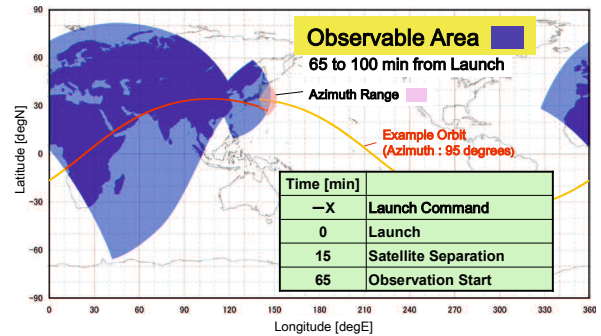 Observable Area
65 to 100 min from Launch
Azimuth Range
Example Orbit
(Azimuth : 95 degrees)
Time [min]
—X Launch Command
0 Launch
15 Satellite Separation
65 Observation Start
Latitude [degN]
90
60
30
0
−30
−60
−90
0 30 60 90 120 150 180 210 240 270 300 330 360
Longitude [degE]